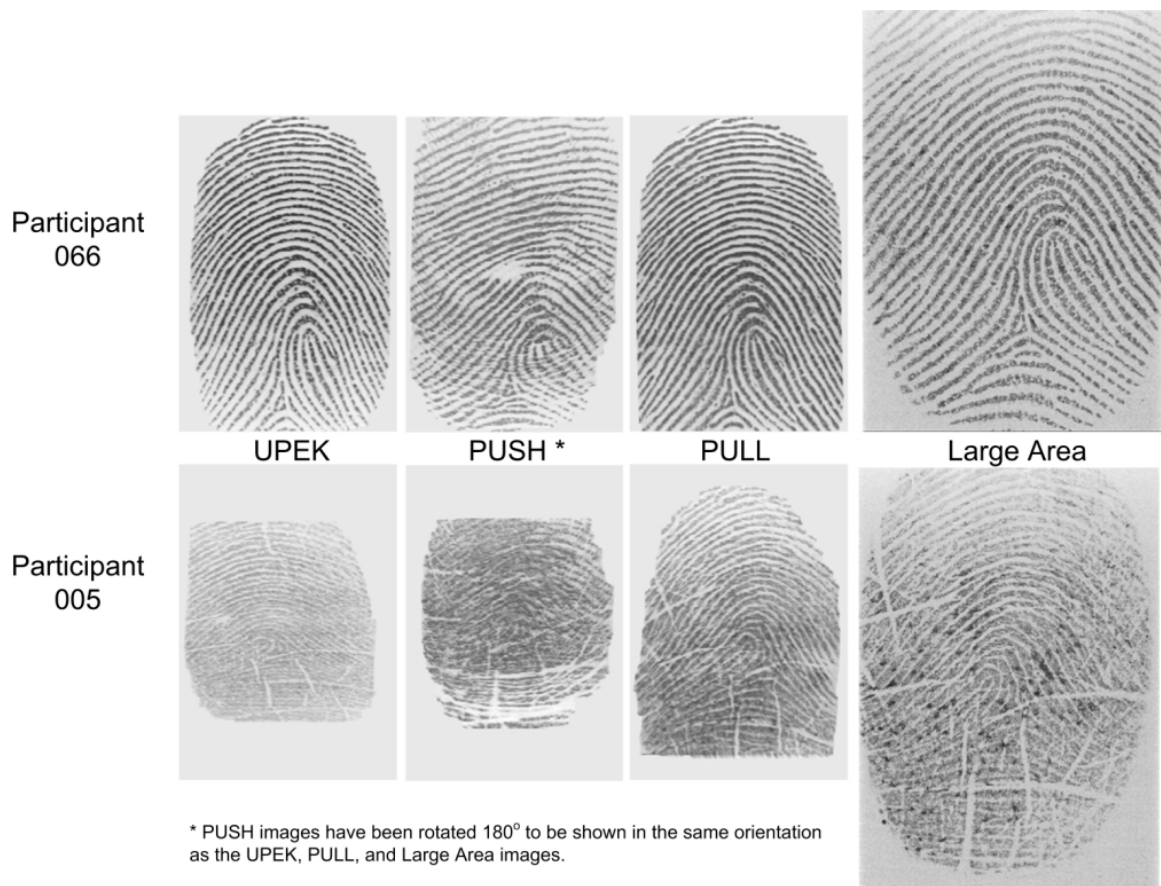 Participant
066
UPEK
PUSH *
PULL
Large Area
Participant
005
* PUSH images have been rotated 180° to be shown in the same orientation
as the UPEK, PULL, and Large Area images.